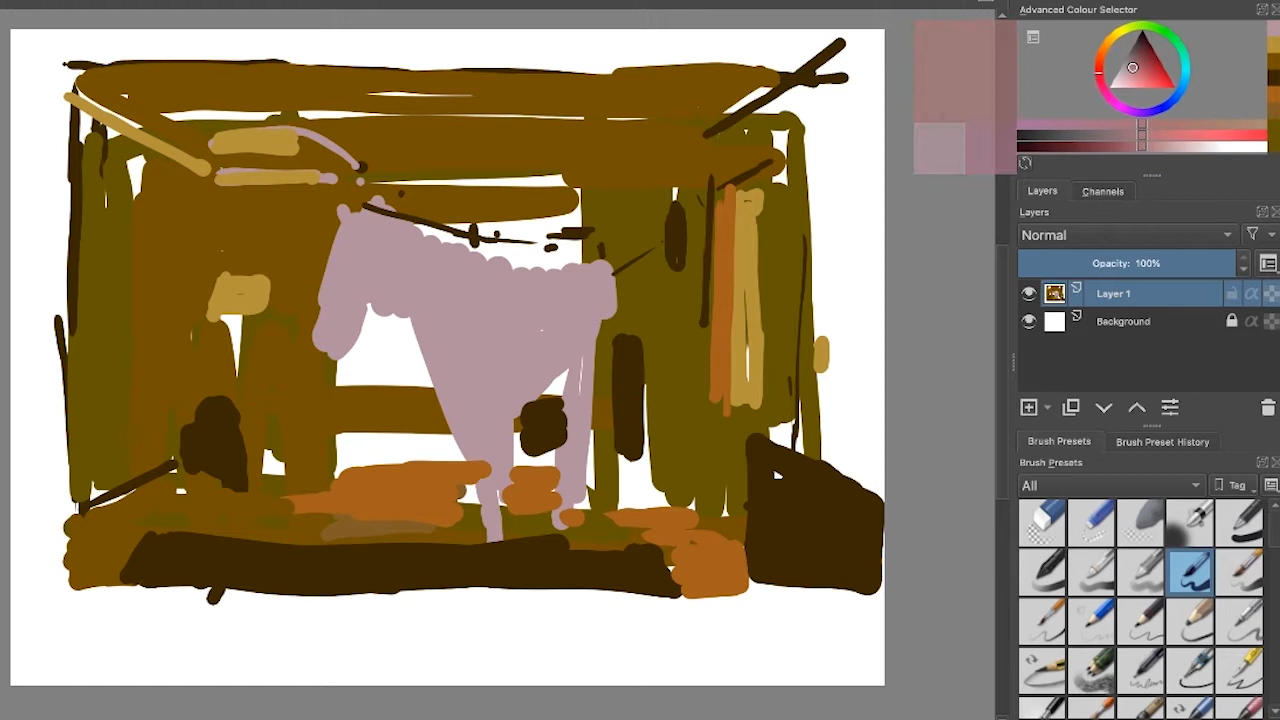 Advanced Colour Selector
Layers
Channels
Layers
Normal
Opacity: 100%
Layer 1
Background
Brush Presets
Brush Preset History
Brush Presets
All
Tag